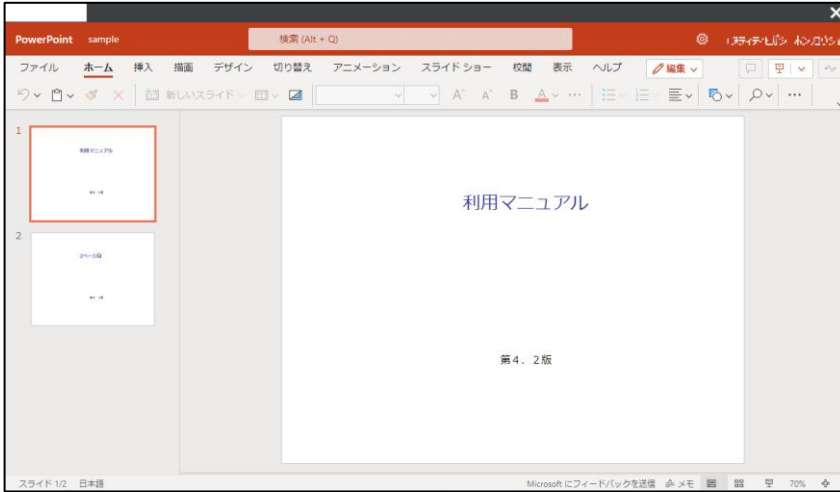 PowerPoint sample 検索 (Alt + Q)
ファイル ホーム 挿入 描画 デザイン 切り替え アニメーション スライド ショー 校閲 表示 ヘルプ 編集
新しいスライド A^ A˅ B A
1
利用マニュアル
2
2ページ目
利用マニュアル
第4．2版
スライド 1/2 日本語 Microsoft にフィードバックを送信 メモ 70%